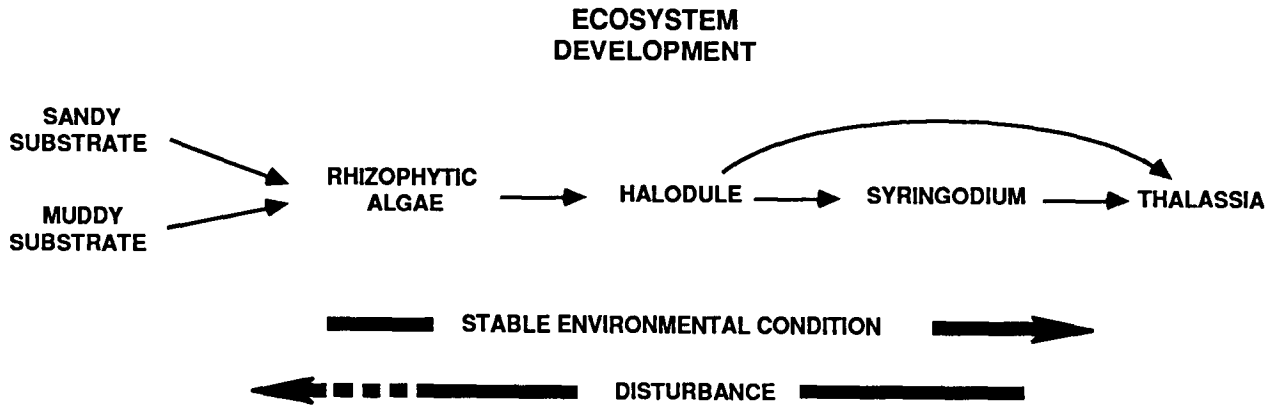 ECOSYSTEM
DEVELOPMENT
SANDY
SUBSTRATE
MUDDY
SUBSTRATE
RHIZOPHYTIC
ALGAE
HALODULE
SYRINGODIUM
THALASSIA
STABLE ENVIRONMENTAL CONDITION
DISTURBANCE